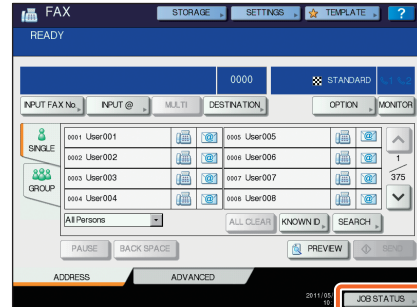 FAX STORAGE SETTINGS TEMPLATE ?
READY
0000 STANDARD
INPUT FAX No. INPUT @ MULTI DESTINATION OPTION MONITOR
SINGLE
GROUP
0001 User001 0005 User005
0002 User002 0006 User006
0003 User003 0007 User007
0004 User004 0008 User008
1
375
All Persons ALL CLEAR KNOWN ID SEARCH
PAUSE BACK SPACE PREVIEW SEND
ADDRESS ADVANCED
2011/05/
10:
JOB STATUS